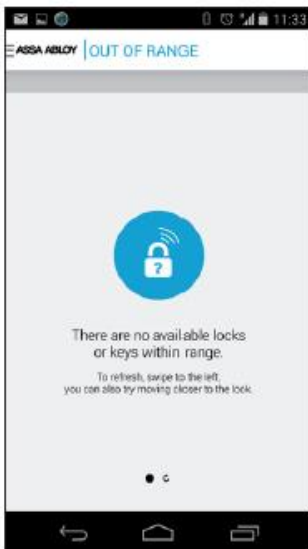 11:33
ASSA ABLOY OUT OF RANGE
?
There are no available locks
or keys within range.
To refresh, swipe to the left,
you can also try moving closer to the lock.